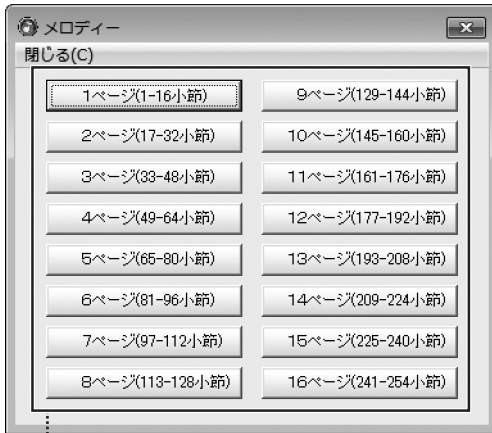 メロディー
閉じる(C)
1ページ(1-16小節)
2ページ(17-32小節)
3ページ(33-48小節)
4ページ(49-64小節)
5ページ(65-80小節)
6ページ(81-96小節)
7ページ(97-112小節)
8ページ(113-128小節)
9ページ(129-144小節)
10ページ(145-160小節)
11ページ(161-176小節)
12ページ(177-192小節)
13ページ(193-208小節)
14ページ(209-224小節)
15ページ(225-240小節)
16ページ(241-254小節)